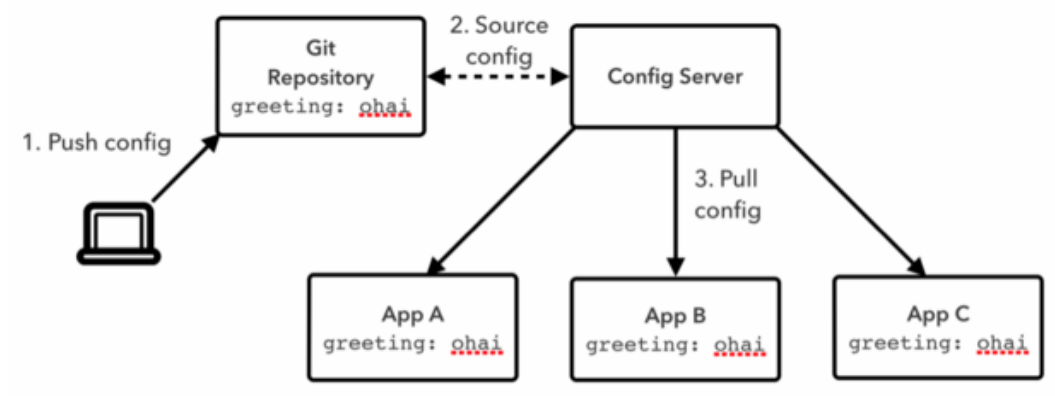 Git
Repository
greeting: ohai
2. Source
config
Config Server
1. Push config
3. Pull
config
App A
greeting: ohai
App B
greeting: ohai
App C
greeting: ohai